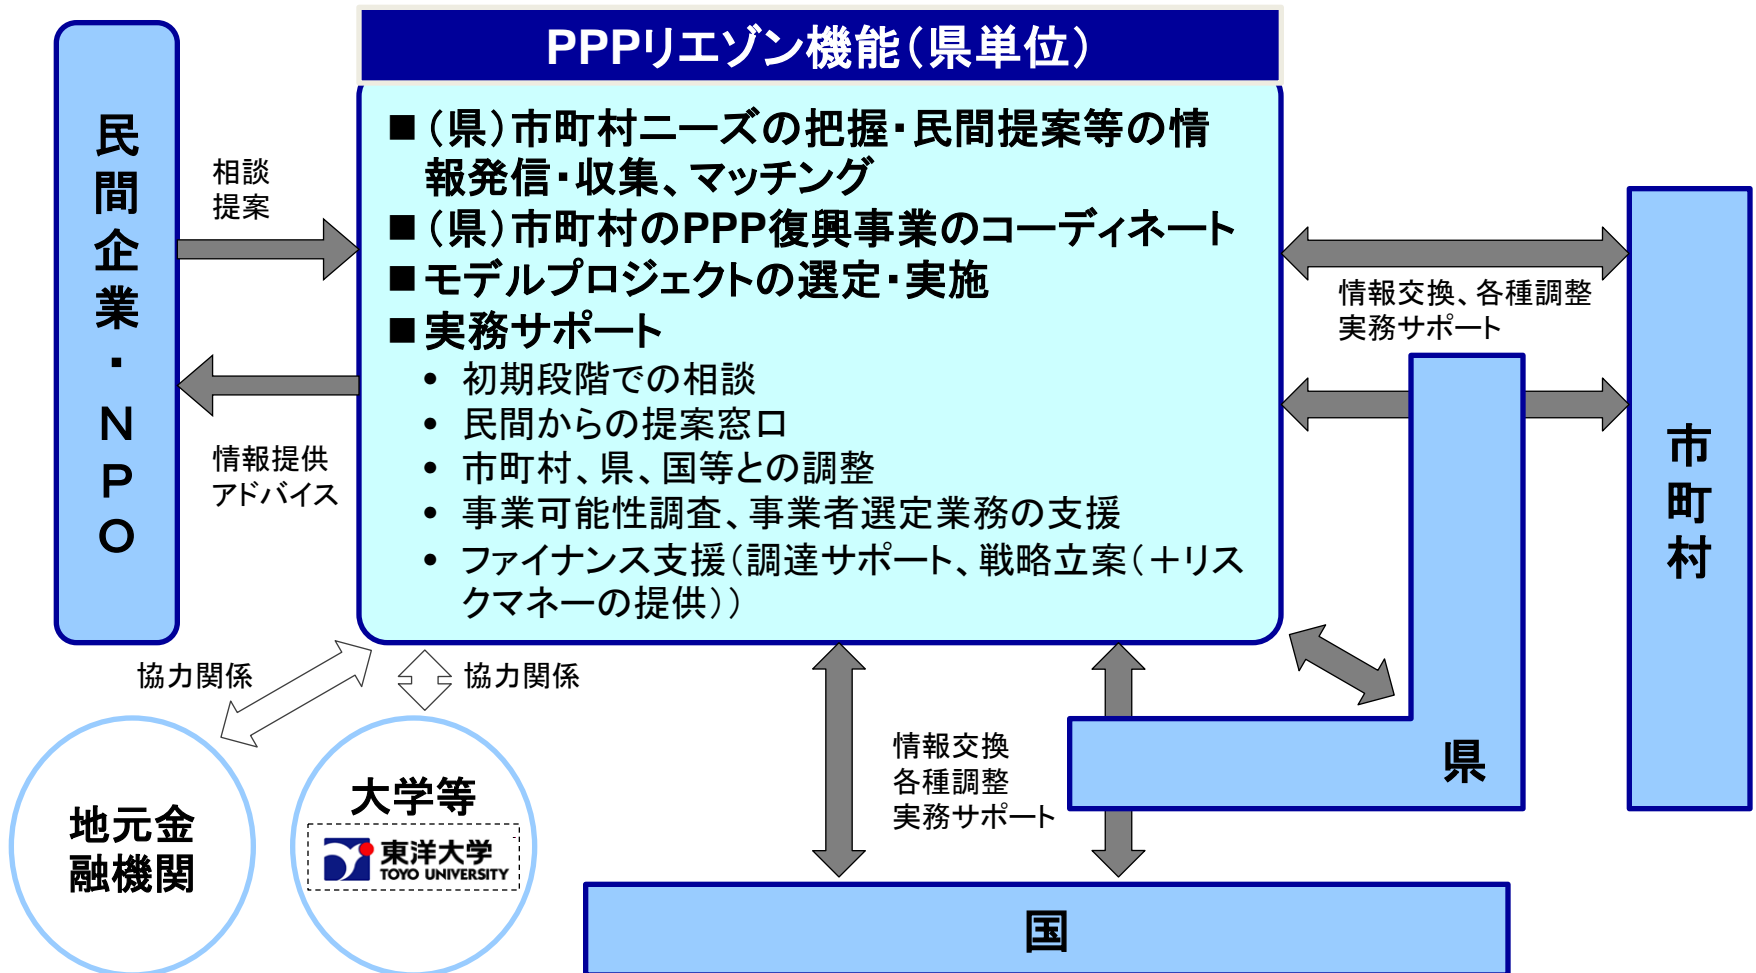 PPPリエゾン機能（県単位）
民間企業・NPO
相談
提案
情報提供
アドバイス
■（県）市町村ニーズの把握・民間提案等の情
報発信・収集、マッチング
■（県）市町村のPPP復興事業のコーディネート
■モデルプロジェクトの選定・実施
■実務サポート
• 初期段階での相談
• 民間からの提案窓口
• 市町村、県、国等との調整
• 事業可能性調査、事業者選定業務の支援
• ファイナンス支援（調達サポート、戦略立案（＋リス
クマネーの提供））
情報交換、各種調整
実務サポート
市町村
県
協力関係
協力関係
地元金
融機関
大学等
東洋大学
TOYO UNIVERSITY
情報交換
各種調整
実務サポート
国